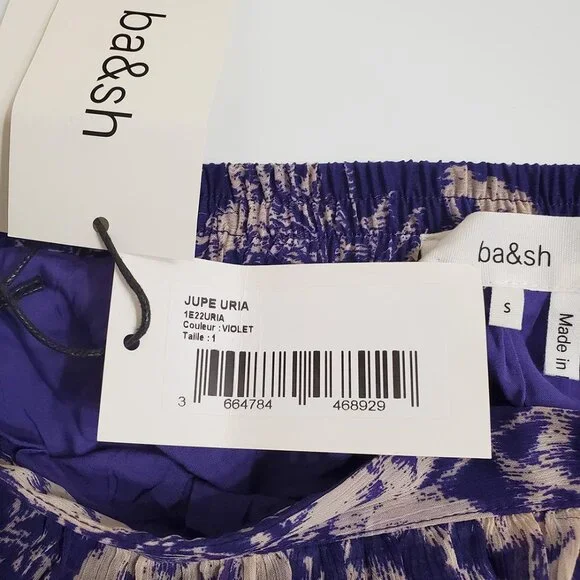 ba&sh
JUPE URIA
1E22URIA
Couleur : VIOLET
Taille : 1
3 664784 468929
ba&sh
S
Made in